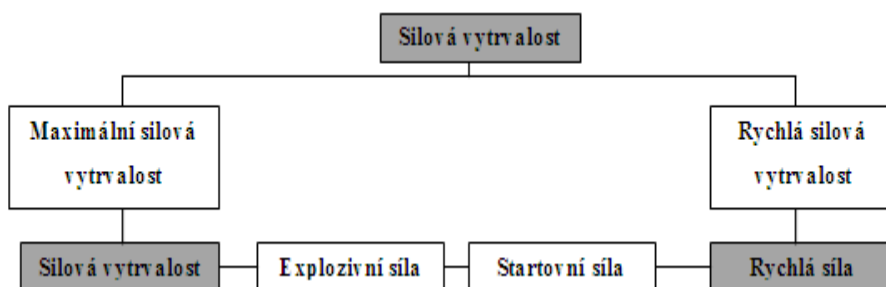 Silová vytrvalost
Maximální silová
vytrvalost
Rychlá silová
vytrvalost
Silová vytrvalost
Explozivní síla
Startovní síla
Rychlá síla